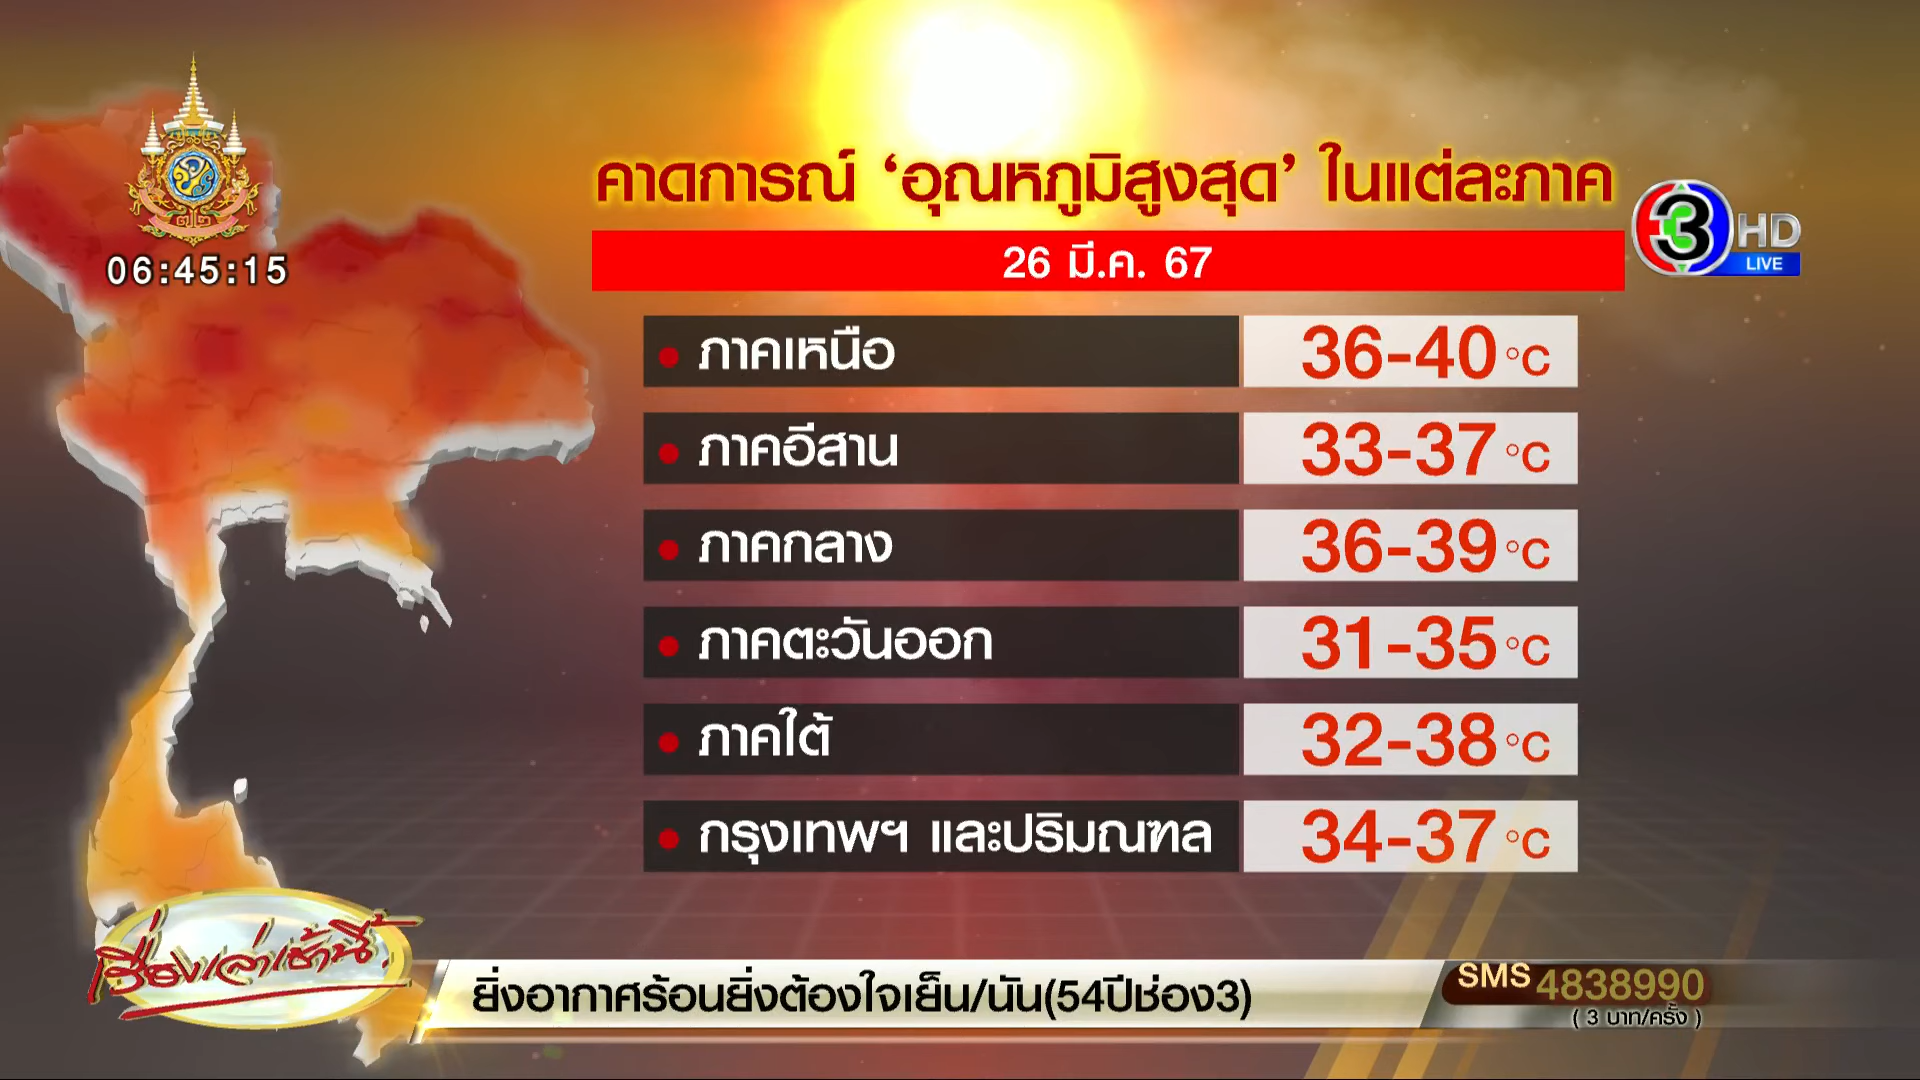 คาดการณ์ ‘อุณหภูมิสูงสุด’ ในแต่ละภาค
26 มี.ค. 67
3 HD
LIVE
06:45:15
ภาคเหนือ 36-40 °C
ภาคอีสาน 33-37 °C
ภาคกลาง 36-39 °C
ภาคตะวันออก 31-35 °C
ภาคใต้ 32-38 °C
กรุงเทพฯ และปริมณฑล 34-37 °C
เรื่องเล่าเช้านี้
ยิ่งอากาศร้อนยิ่งต้องใจเย็น/นัน(54ปีช่อง3)
SMS 4838990
( 3 บาท/ครั้ง )